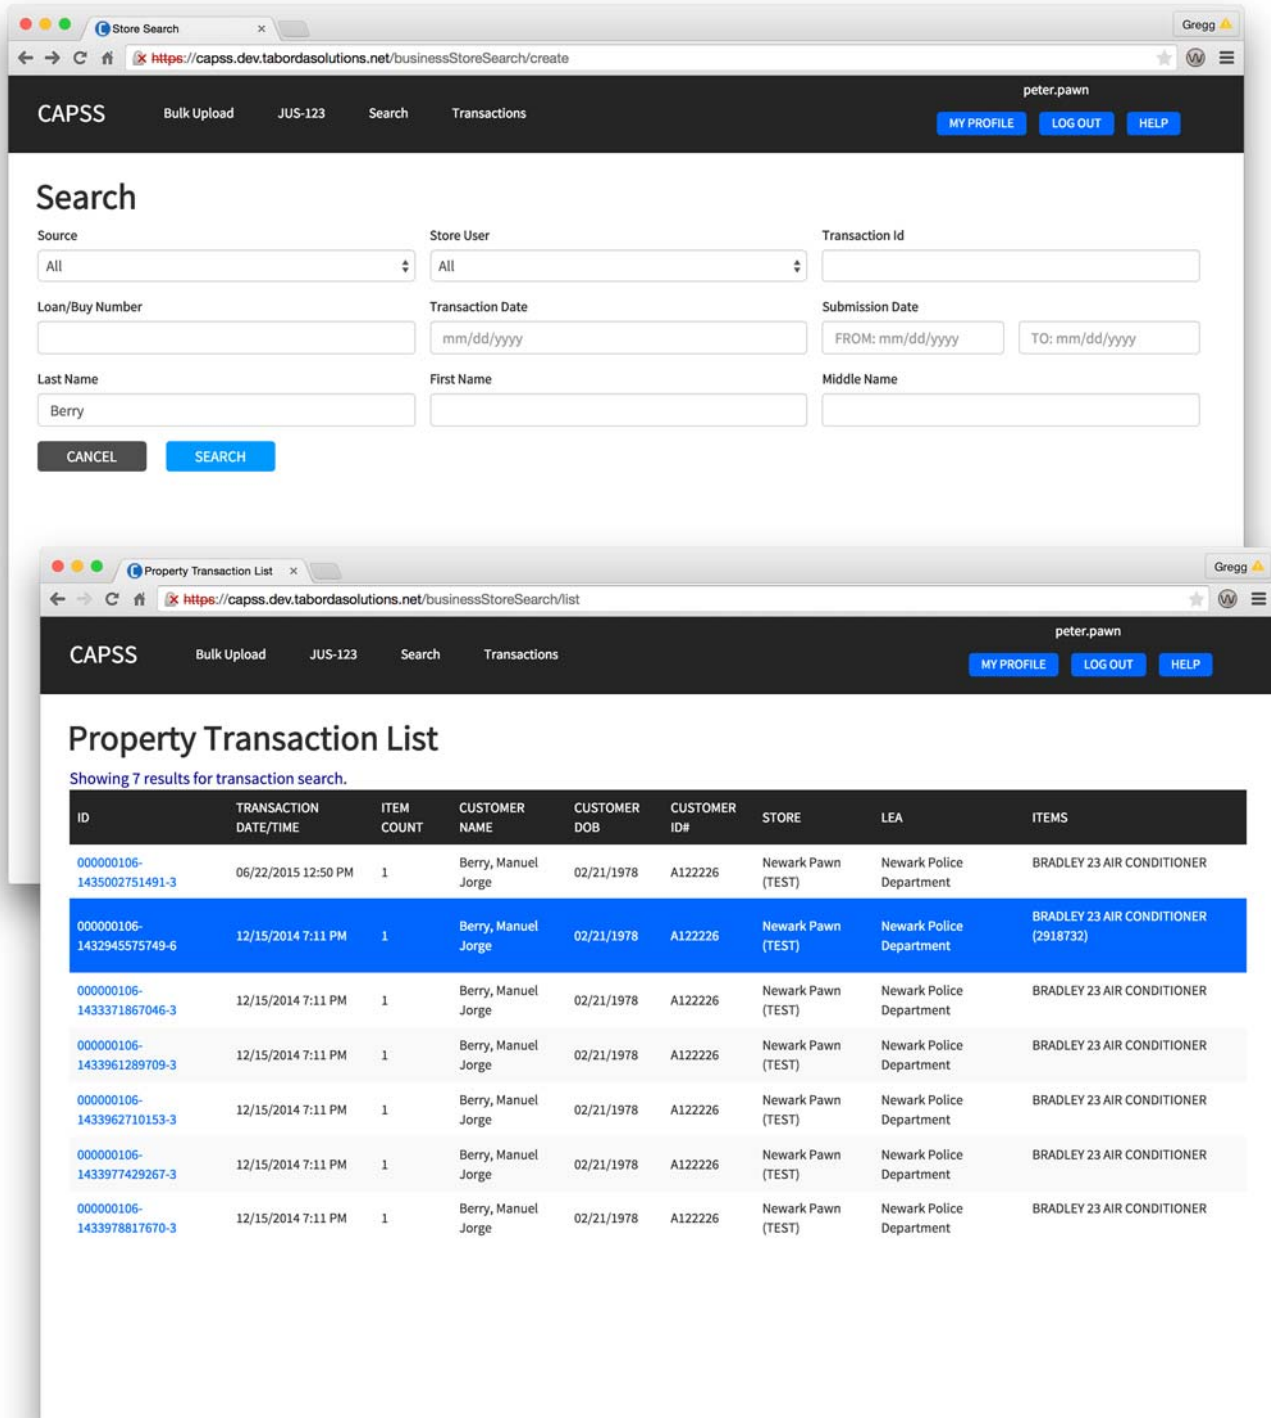 Store Search ×
Gregg
https://capss.dev.tabordasolutions.net/businessStoreSearch/create
peter.pawn
CAPSS Bulk Upload JUS-123 Search Transactions
MY PROFILE LOG OUT HELP
Search
Source Store User Transaction Id
All All
Loan/Buy Number Transaction Date Submission Date
mm/dd/yyyy FROM: mm/dd/yyyy TO: mm/dd/yyyy
Last Name First Name Middle Name
Berry
CANCEL SEARCH
Property Transaction List ×
Gregg
https://capss.dev.tabordasolutions.net/businessStoreSearch/list
peter.pawn
CAPSS Bulk Upload JUS-123 Search Transactions
MY PROFILE LOG OUT HELP
Property Transaction List
Showing 7 results for transaction search.
ID TRANSACTION DATE/TIME ITEM COUNT CUSTOMER NAME CUSTOMER DOB CUSTOMER ID# STORE LEA ITEMS
000000106-1435002751491-3 06/22/2015 12:50 PM 1 Berry, Manuel Jorge 02/21/1978 A122226 Newark Pawn (TEST) Newark Police Department BRADLEY 23 AIR CONDITIONER
000000106-1432945575749-6 12/15/2014 7:11 PM 1 Berry, Manuel Jorge 02/21/1978 A122226 Newark Pawn (TEST) Newark Police Department BRADLEY 23 AIR CONDITIONER (2918732)
000000106-1433371867046-3 12/15/2014 7:11 PM 1 Berry, Manuel Jorge 02/21/1978 A122226 Newark Pawn (TEST) Newark Police Department BRADLEY 23 AIR CONDITIONER
000000106-1433961289709-3 12/15/2014 7:11 PM 1 Berry, Manuel Jorge 02/21/1978 A122226 Newark Pawn (TEST) Newark Police Department BRADLEY 23 AIR CONDITIONER
000000106-1433962710153-3 12/15/2014 7:11 PM 1 Berry, Manuel Jorge 02/21/1978 A122226 Newark Pawn (TEST) Newark Police Department BRADLEY 23 AIR CONDITIONER
000000106-1433977429267-3 12/15/2014 7:11 PM 1 Berry, Manuel Jorge 02/21/1978 A122226 Newark Pawn (TEST) Newark Police Department BRADLEY 23 AIR CONDITIONER
000000106-1433978817670-3 12/15/2014 7:11 PM 1 Berry, Manuel Jorge 02/21/1978 A122226 Newark Pawn (TEST) Newark Police Department BRADLEY 23 AIR CONDITIONER